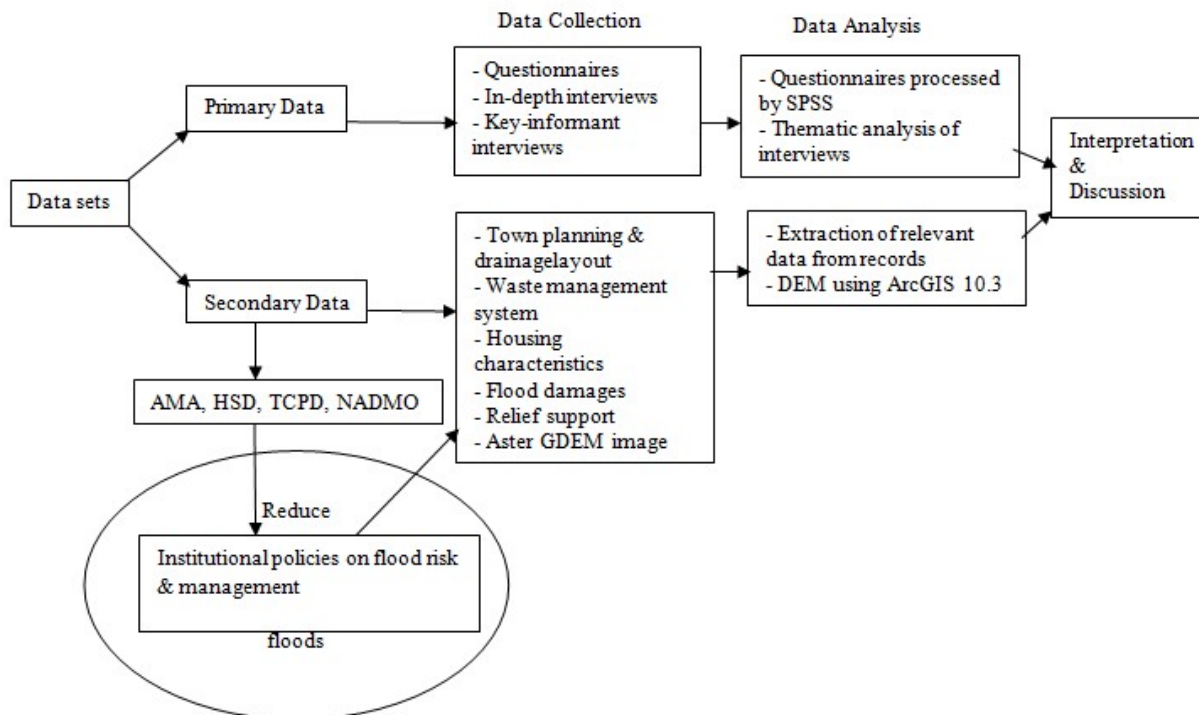 Data Collection
Data Analysis
Primary Data
- Questionnaires
- In-depth interviews
- Key-informant
interviews
- Questionnaires processed
by SPSS
- Thematic analysis of
interviews
Interpretation
&
Discussion
Data sets
Secondary Data
- Town planning &
drainagelayout
- Waste management
system
- Housing
characteristics
- Flood damages
- Relief support
- Aster GDEM image
- Extraction of relevant
data from records
- DEM using ArcGIS 10.3
AMA, HSD, TCPD, NADMO
Reduce
Institutional policies on flood risk
& management
floods